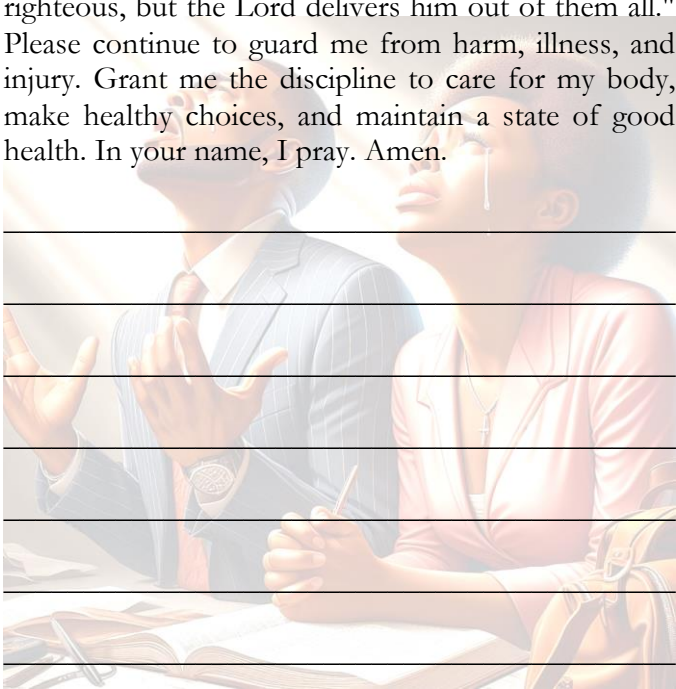 righteous, but the Lord delivers him out of them all."
Please continue to guard me from harm, illness, and
injury. Grant me the discipline to care for my body,
make healthy choices, and maintain a state of good
health. In your name, I pray. Amen.